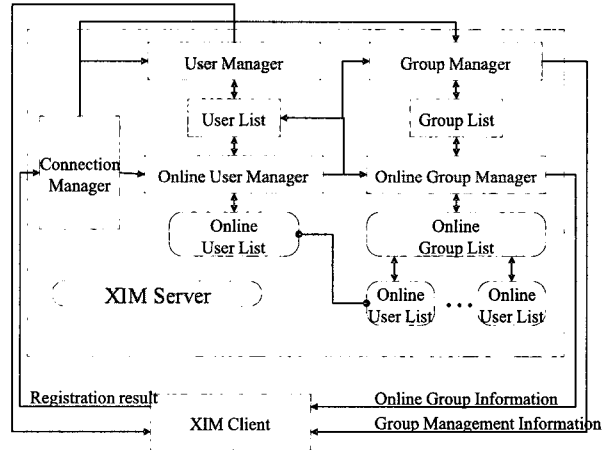 User Manager
Group Manager
User List
Group List
Connection
Manager
Online User Manager
Online Group Manager
Online
User List
Online
Group List
XIM Server
Online
User List
...
Online
User List
Registration result
Online Group Information
XIM Client
Group Management Information